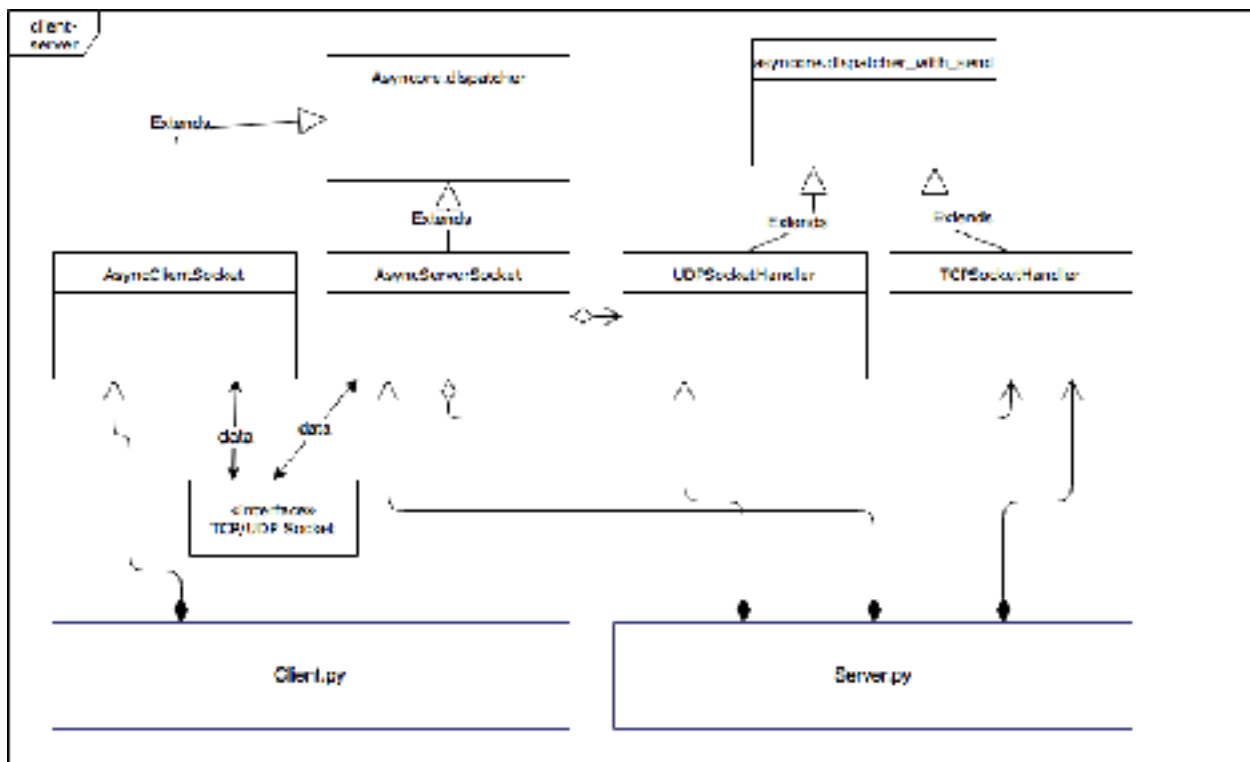 client-
server
Asyncore.dispatcher
asyncore.dispatcher_with_send
Extends
Extends
Extends
Extends
AsyncClientSocket
AsyncServerSocket
UDPSocketHandler
TCPSocketHandler
data
data
«Interface»
TCP/UDP Socket
Client.py
Server.py